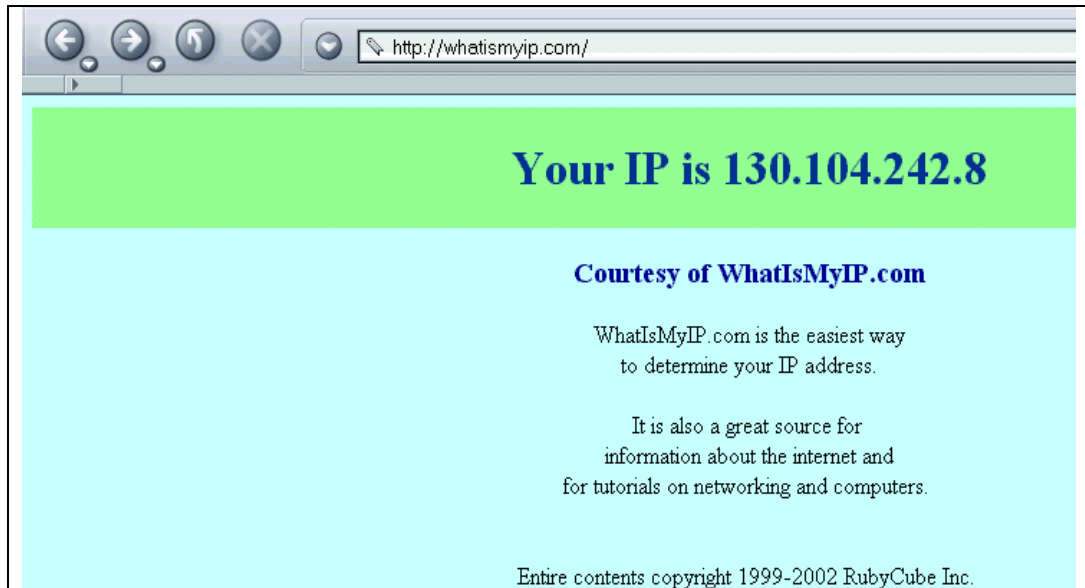 http://whatismyip.com/
Your IP is 130.104.242.8
Courtesy of WhatIsMyIP.com
WhatIsMyIP.com is the easiest way
to determine your IP address.
It is also a great source for
information about the internet and
for tutorials on networking and computers.
Entire contents copyright 1999-2002 RubyCube Inc.